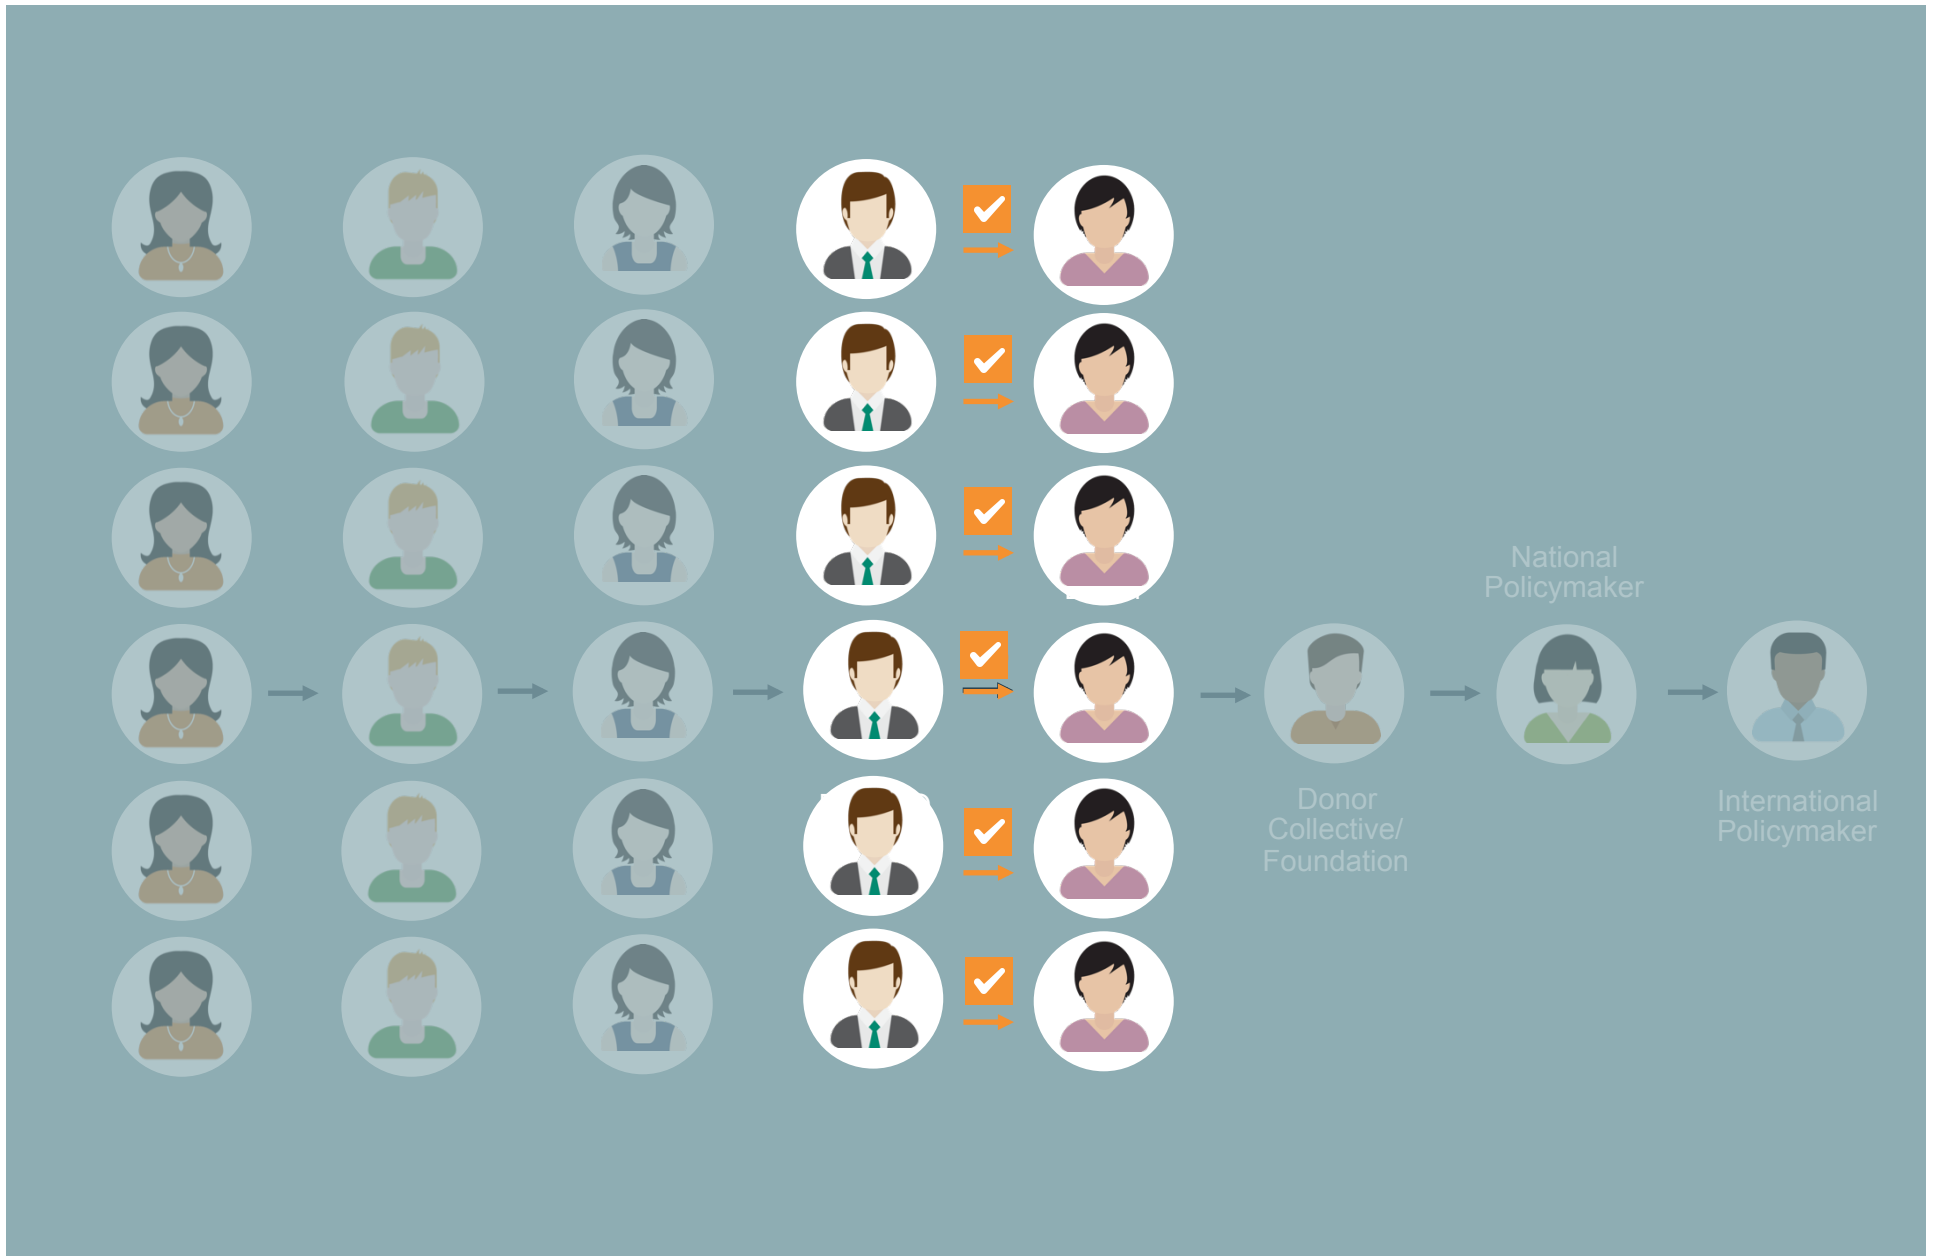 National
Policymaker
Donor
Collective/
Foundation
International
Policymaker